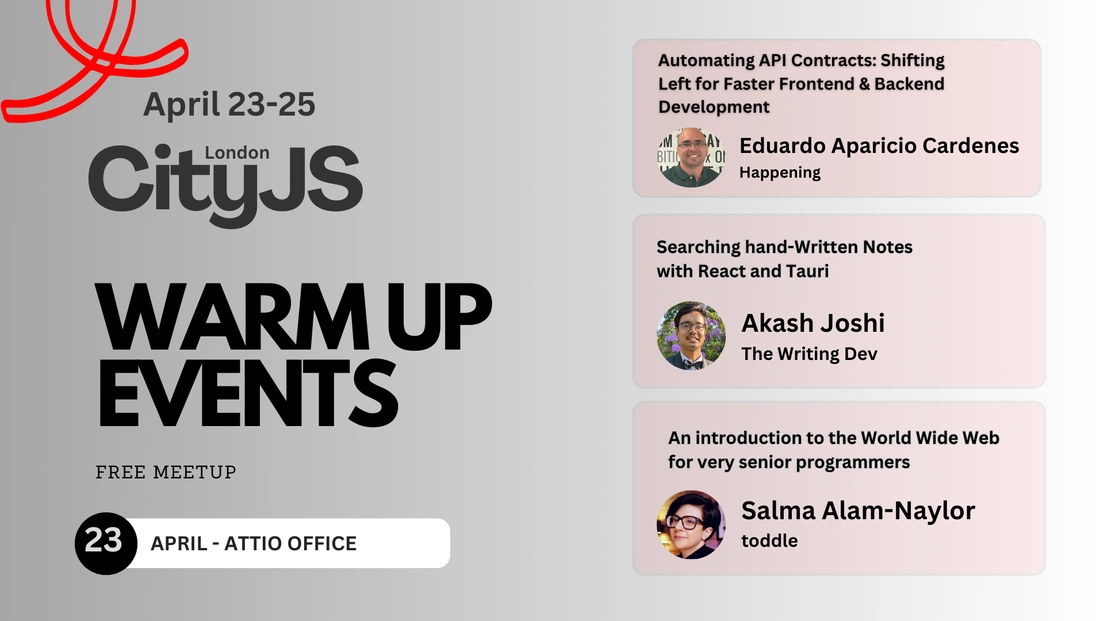 April 23-25
London
CityJS
WARM UP
EVENTS
FREE MEETUP
23
APRIL - ATTIO OFFICE
Automating API Contracts: Shifting
Left for Faster Frontend & Backend
Development
Eduardo Aparicio Cardenes
Happening
Searching hand-Written Notes
with React and Tauri
Akash Joshi
The Writing Dev
An introduction to the World Wide Web
for very senior programmers
Salma Alam-Naylor
toddle